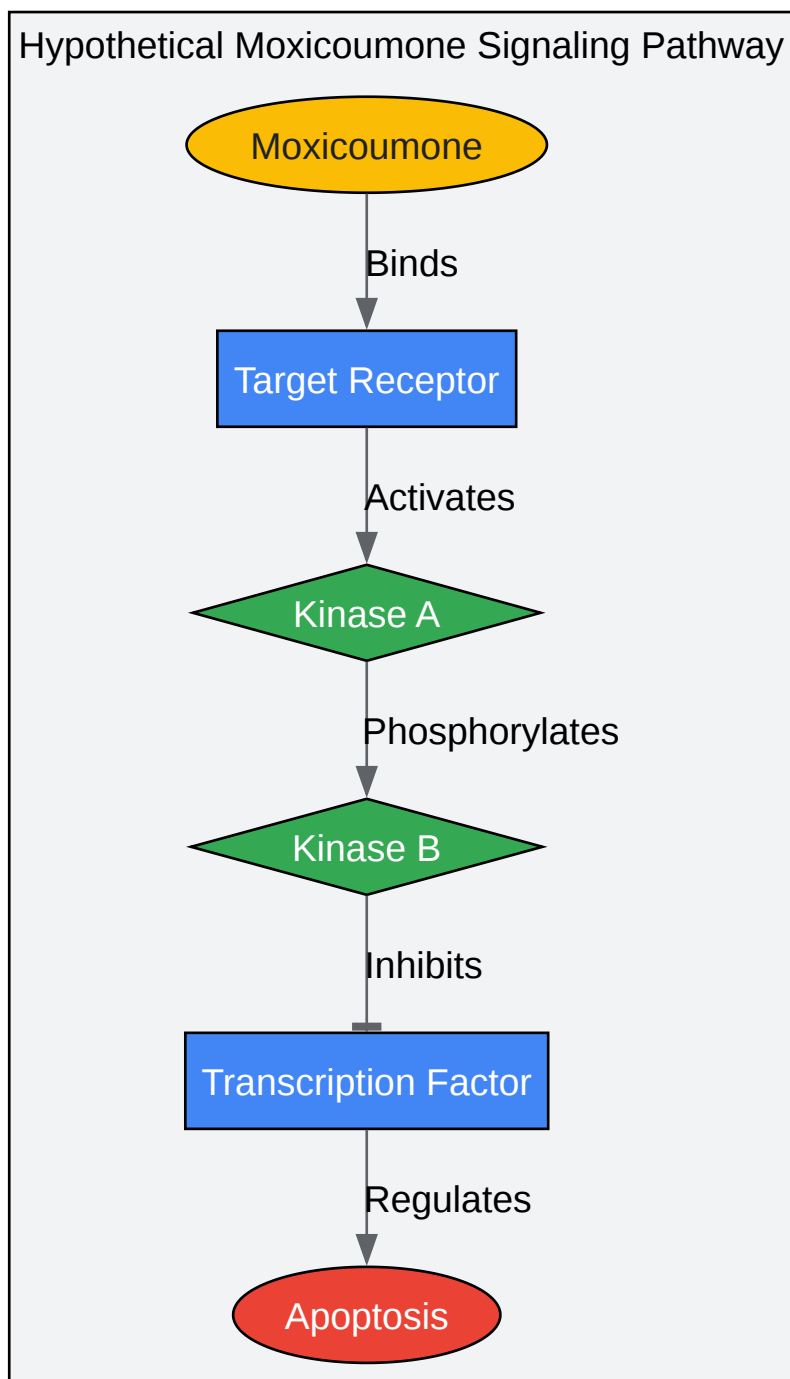 Hypothetical Moxicoumone Signaling Pathway
Moxicoumone
Binds
Target Receptor
Activates
Kinase A
Phosphorylates
Kinase B
Inhibits
Transcription Factor
Regulates
Apoptosis